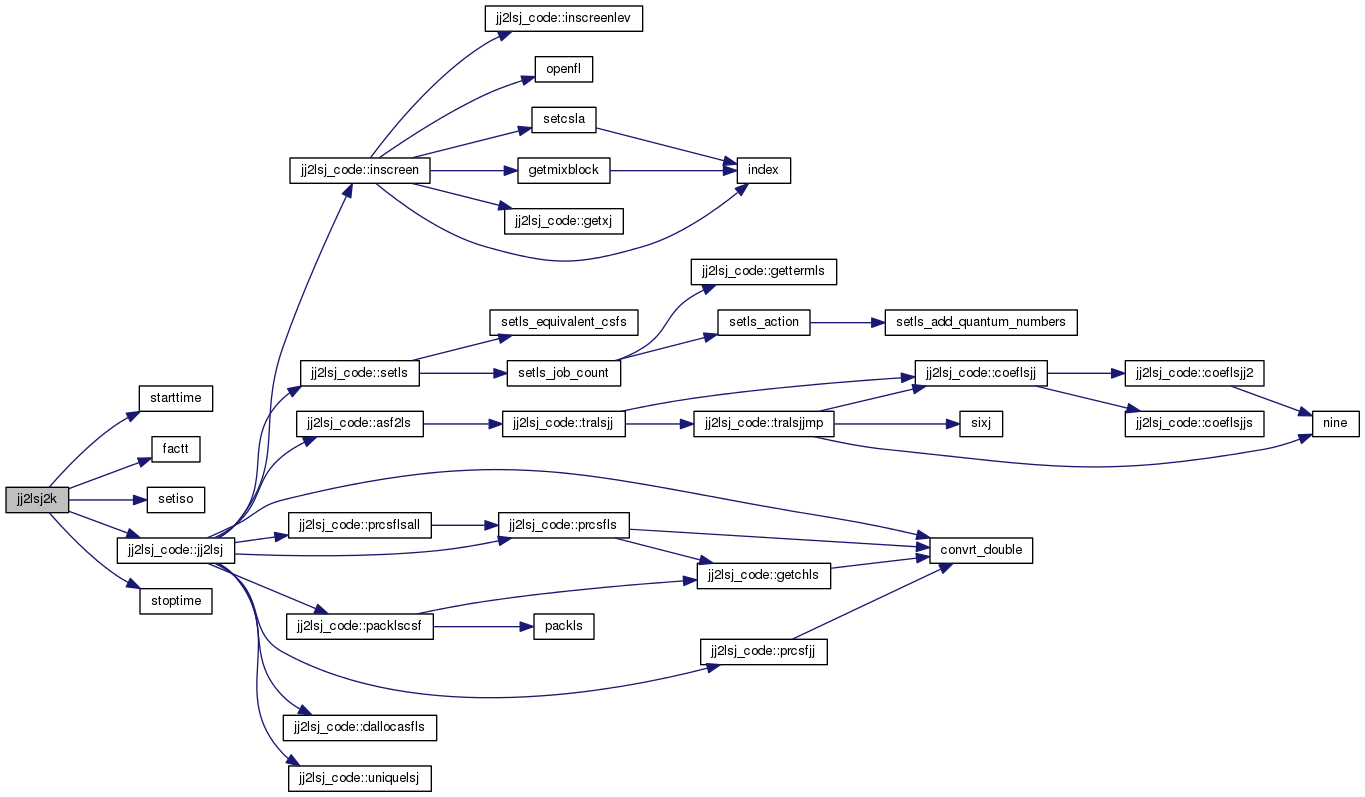 jj2lsj_code::inscreenlev
openfl
setcsla
jj2lsj_code::inscreen
getmixblock
index
jj2lsj_code::getxj
jj2lsj_code::gettermls
setls_equivalent_csfs
setls_action
setls_add_quantum_numbers
jj2lsj_code::setls
setls_job_count
jj2lsj_code::coeflsjj
jj2lsj_code::coeflsjj2
starttime
jj2lsj_code::asf2ls
jj2lsj_code::tralsjj
jj2lsj_code::tralsjjmp
sixj
jj2lsj_code::coeflsjjs
nine
factt
jj2lsj2k
setiso
jj2lsj_code::prcsflsall
jj2lsj_code::prcsfls
jj2lsj_code::jj2lsj
convrt_double
jj2lsj_code::getchls
stoptime
jj2lsj_code::packlscsf
packls
jj2lsj_code::prcsfjj
jj2lsj_code::dallocasfls
jj2lsj_code::uniquelsj